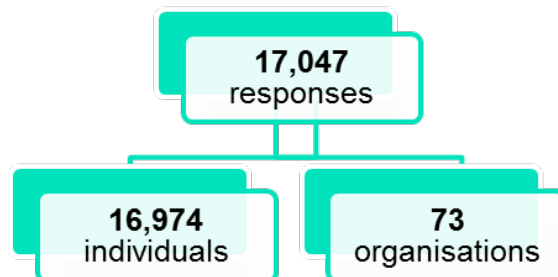 17,047
responses
16,974
individuals
73
organisations